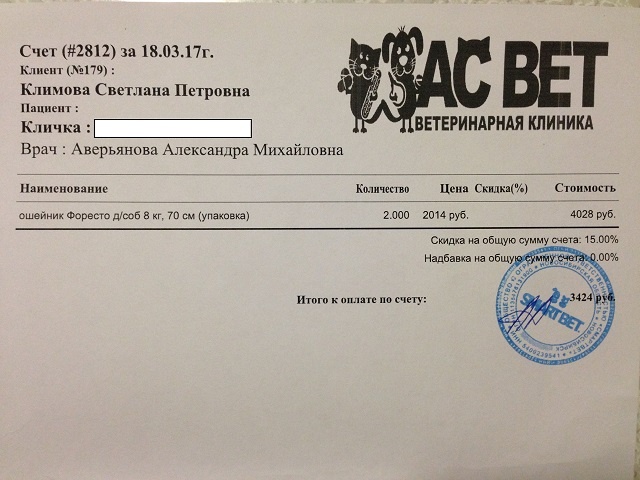 Счет (#2812) за 18.03.17г.
Клиент (№179) :
Климова Светлана Петровна
Пациент :
Кличка :
Врач : Аверьянова Александра Михайловна
АС ВЕТ
ВЕТЕРИНАРНАЯ КЛИНИКА
Наименование Количество Цена Скидка(%) Стоимость
ошейник Форесто д/соб 8 кг, 70 см (упаковка) 2.000 2014 руб. 4028 руб.
Скидка на общую сумму счета: 15.00%
Надбавка на общую сумму счета: 0.00%
Итого к оплате по счету: 3424 руб.
НОВОСИБИРСКАЯ ОБЛАСТЬ